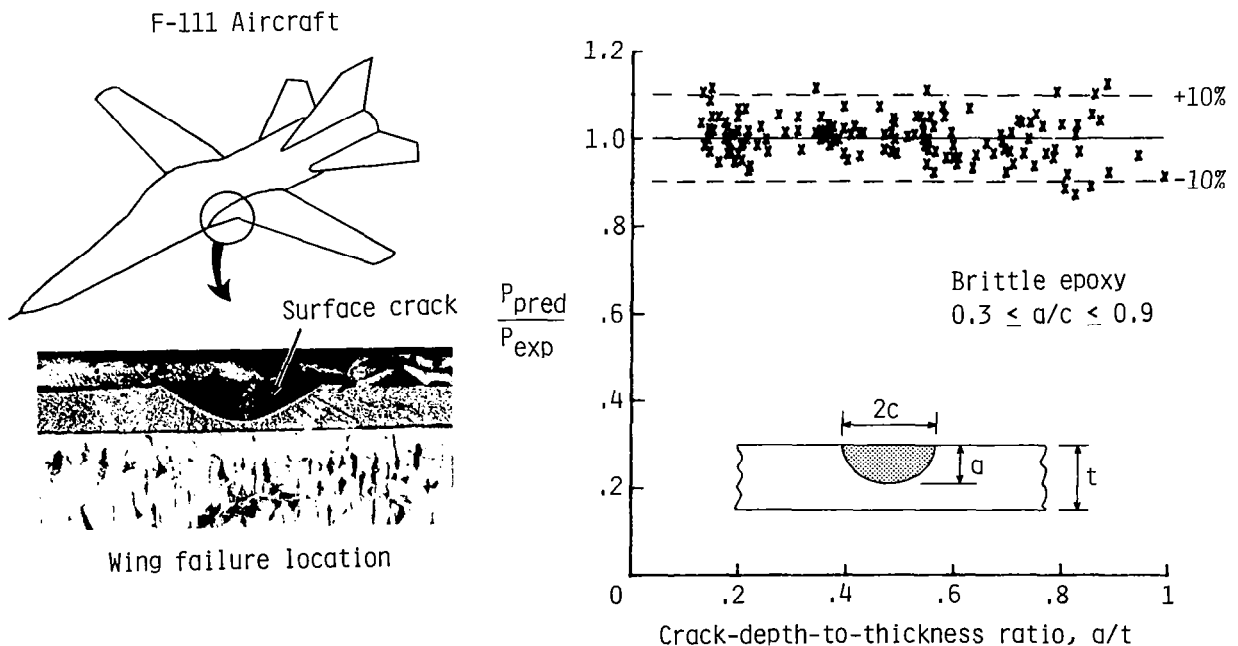 F-111 Aircraft
Surface crack
Wing failure location
P_pred
P_exp
1.2
1.0
.8
.6
.4
.2
0
.2
.4
.6
.8
1
+10%
-10%
Brittle epoxy
0.3 ≤ a/c ≤ 0.9
2c
a
t
Crack-depth-to-thickness ratio, a/t